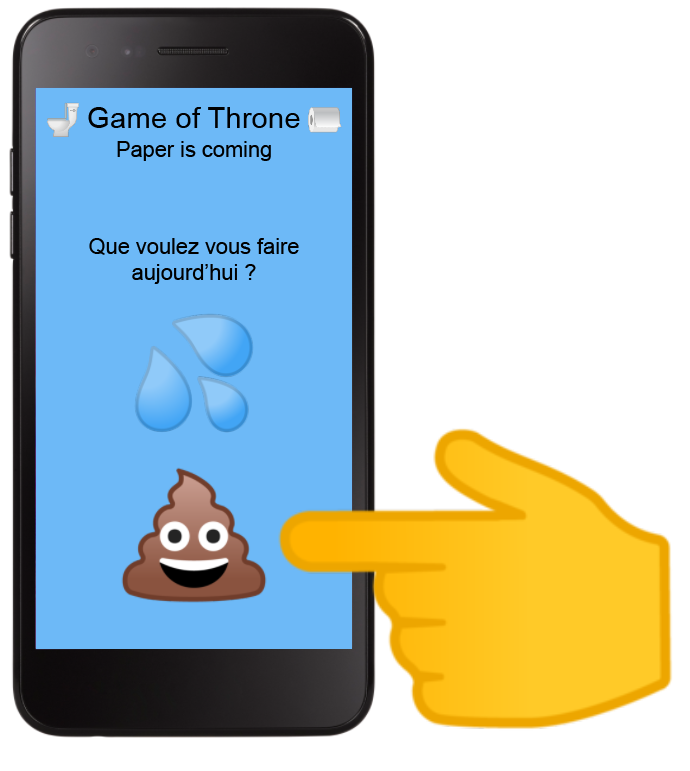 Game of Throne
Paper is coming
Que voulez vous faire
aujourd’hui ?